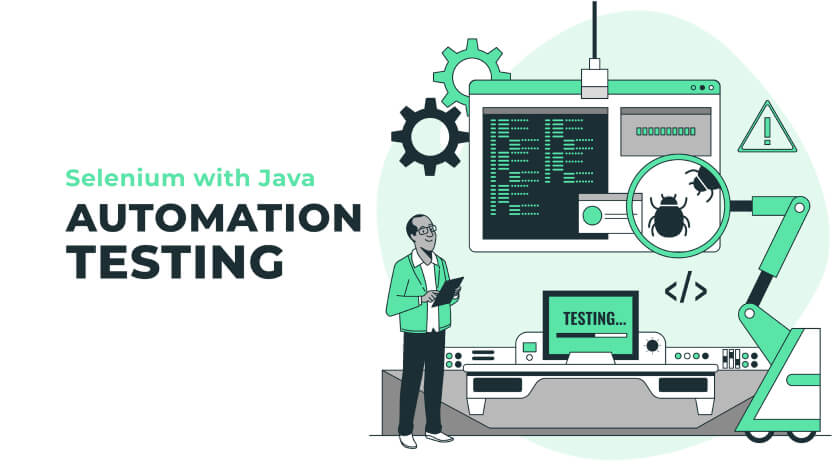 Selenium with Java
AUTOMATION
TESTING
</>
TESTING...